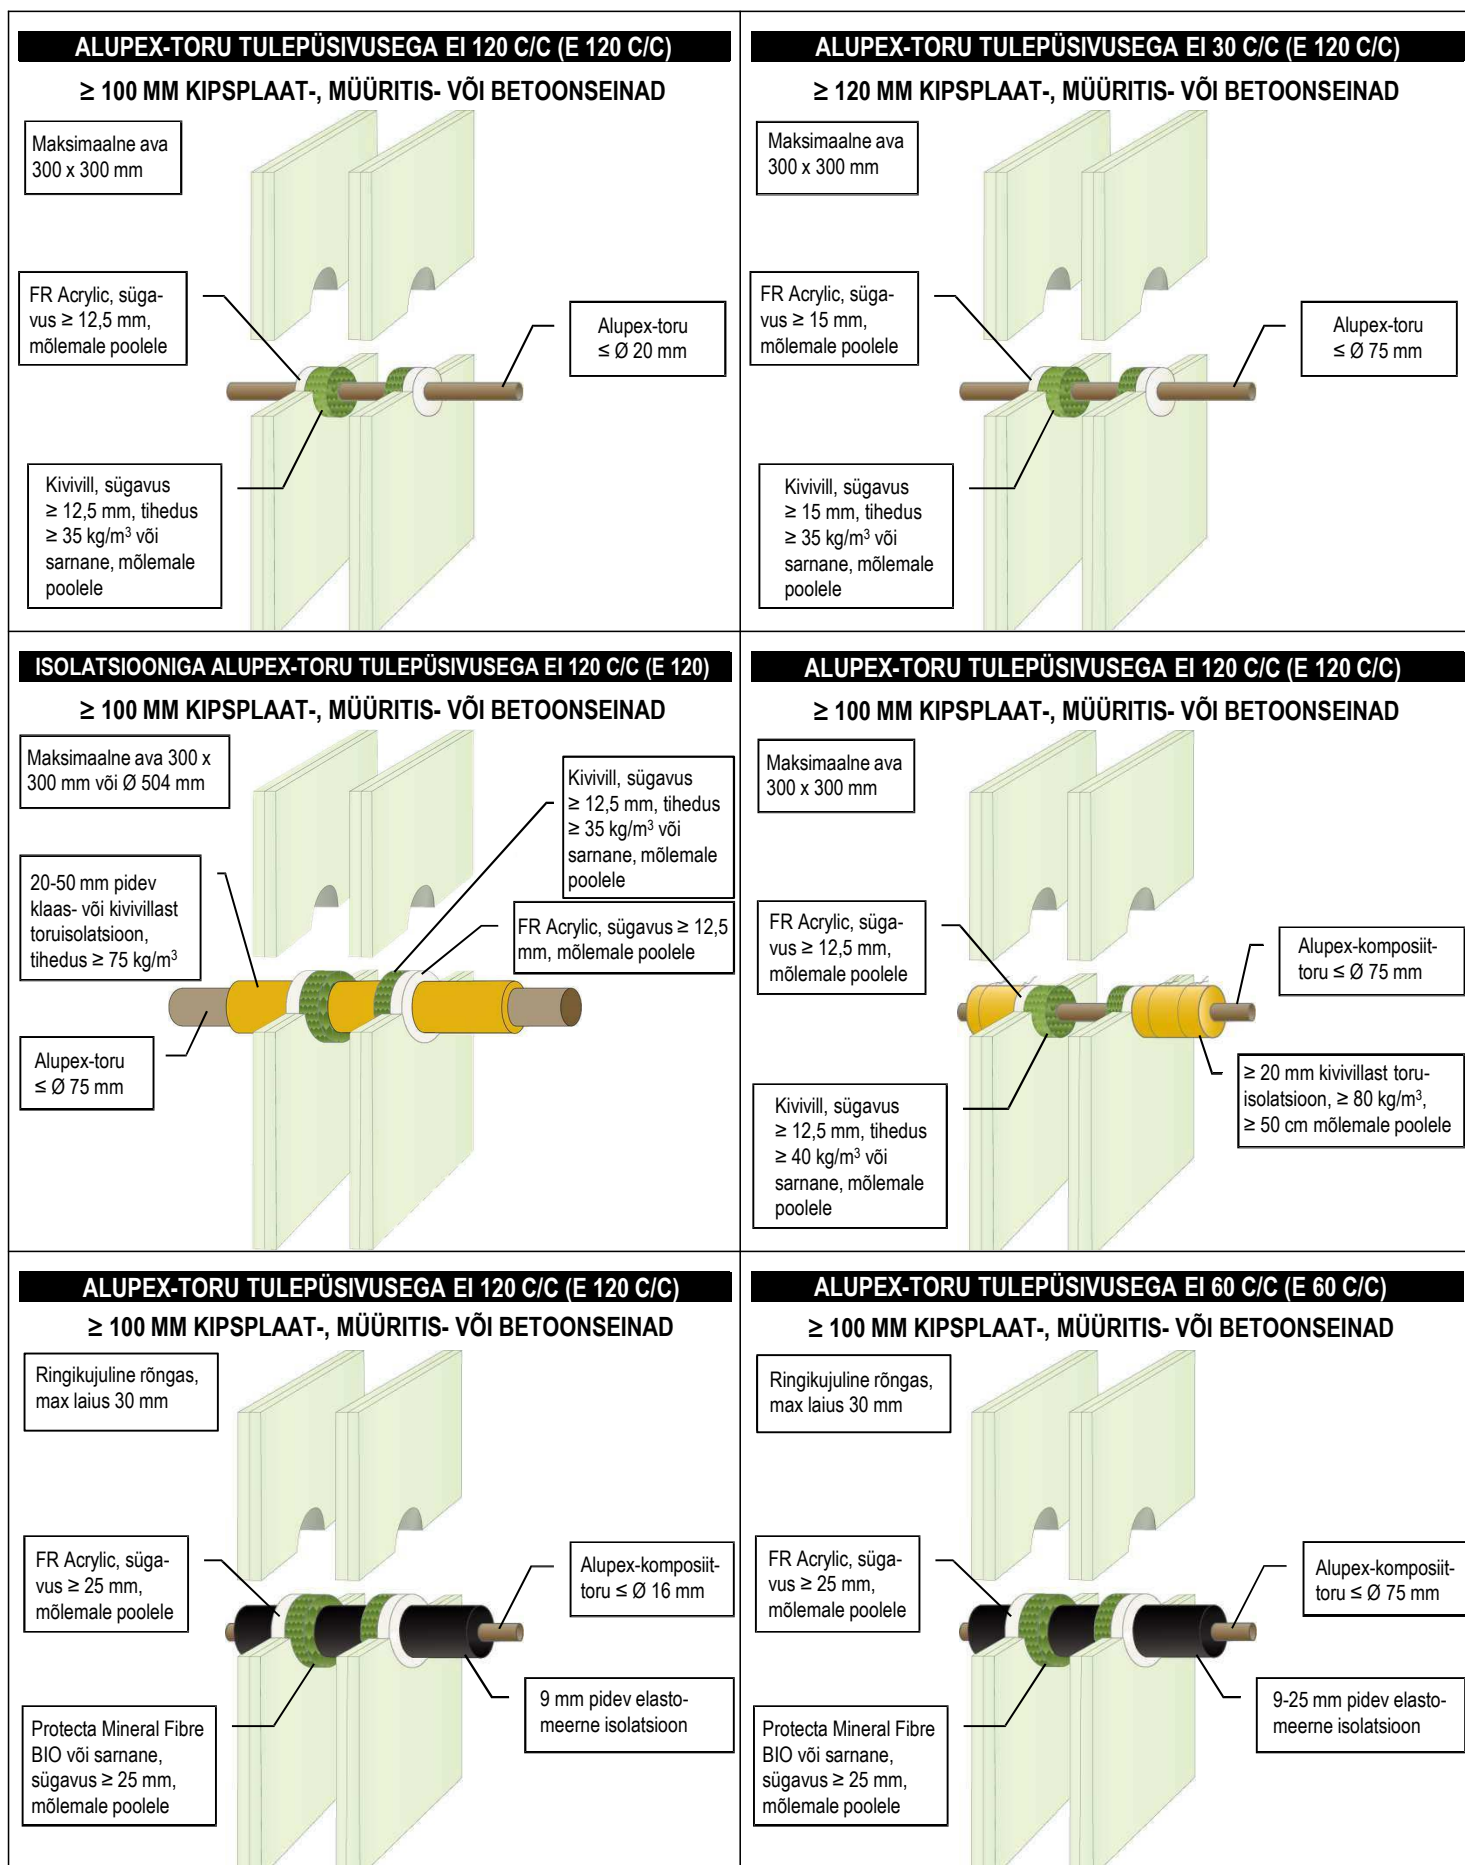 ALUPEX-TORU TULEPÜSIVUSEGA EI 120 C/C (E 120 C/C)
≥ 100 MM KIPSPLAAT-, MÜÜRITIS- VÕI BETOONSEINAD
Maksimaalne ava
300 x 300 mm
FR Acrylic, süga-
vus ≥ 12,5 mm,
mõlemale poolele
Alupex-toru
≤ Ø 20 mm
Kivivill, sügavus
≥ 12,5 mm, tihedus
≥ 35 kg/m³ või
sarnane, mõlemale
poolele
ALUPEX-TORU TULEPÜSIVUSEGA EI 30 C/C (E 120 C/C)
≥ 120 MM KIPSPLAAT-, MÜÜRITIS- VÕI BETOONSEINAD
Maksimaalne ava
300 x 300 mm
FR Acrylic, süga-
vus ≥ 15 mm,
mõlemale poolele
Alupex-toru
≤ Ø 75 mm
Kivivill, sügavus
≥ 15 mm, tihedus
≥ 35 kg/m³ või
sarnane, mõlemale
poolele
ISOLATSIOONIGA ALUPEX-TORU TULEPÜSIVUSEGA EI 120 C/C (E 120)
≥ 100 MM KIPSPLAAT-, MÜÜRITIS- VÕI BETOONSEINAD
Maksimaalne ava 300 x
300 mm või Ø 504 mm
Kivivill, sügavus
≥ 12,5 mm, tihedus
≥ 35 kg/m³ või
sarnane, mõlemale
poolele
20-50 mm pidev
klaas- või kivivillast
toruisolatsioon,
tihedus ≥ 75 kg/m³
FR Acrylic, sügavus ≥ 12,5
mm, mõlemale poolele
Alupex-toru
≤ Ø 75 mm
ALUPEX-TORU TULEPÜSIVUSEGA EI 120 C/C (E 120 C/C)
≥ 100 MM KIPSPLAAT-, MÜÜRITIS- VÕI BETOONSEINAD
Maksimaalne ava
300 x 300 mm
FR Acrylic, süga-
vus ≥ 12,5 mm,
mõlemale poolele
Alupex-komposiit-
toru ≤ Ø 75 mm
≥ 20 mm kivivillast toru-
isolatsioon, ≥ 80 kg/m³,
≥ 50 cm mõlemale poolele
Kivivill, sügavus
≥ 12,5 mm, tihedus
≥ 40 kg/m³ või
sarnane, mõlemale
poolele
ALUPEX-TORU TULEPÜSIVUSEGA EI 120 C/C (E 120 C/C)
≥ 100 MM KIPSPLAAT-, MÜÜRITIS- VÕI BETOONSEINAD
Ringikujuline rõngas,
max laius 30 mm
FR Acrylic, süga-
vus ≥ 25 mm,
mõlemale poolele
Alupex-komposiit-
toru ≤ Ø 16 mm
9 mm pidev elasto-
meerne isolatsioon
Protecta Mineral Fibre
BIO või sarnane,
sügavus ≥ 25 mm,
mõlemale poolele
ALUPEX-TORU TULEPÜSIVUSEGA EI 60 C/C (E 60 C/C)
≥ 100 MM KIPSPLAAT-, MÜÜRITIS- VÕI BETOONSEINAD
Ringikujuline rõngas,
max laius 30 mm
FR Acrylic, süga-
vus ≥ 25 mm,
mõlemale poolele
Alupex-komposiit-
toru ≤ Ø 75 mm
9-25 mm pidev elasto-
meerne isolatsioon
Protecta Mineral Fibre
BIO või sarnane,
sügavus ≥ 25 mm,
mõlemale poolele